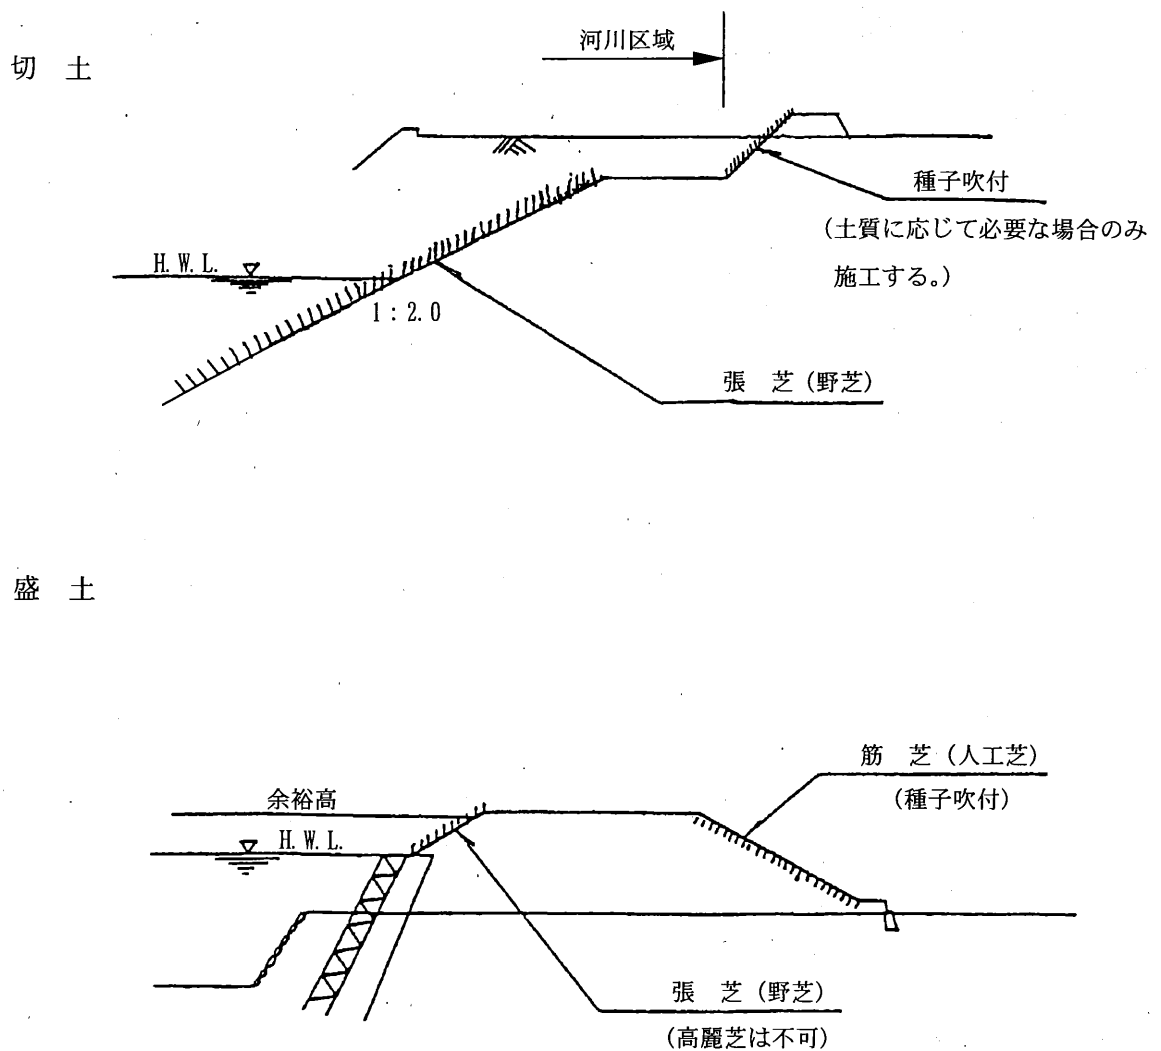 切　土
河川区域
種子吹付
（土質に応じて必要な場合のみ
施工する。）
H.W.L.
1：2.0
張　芝（野芝）
盛　土
筋　芝（人工芝）
（種子吹付）
余裕高
H.W.L.
張　芝（野芝）
（高麗芝は不可）